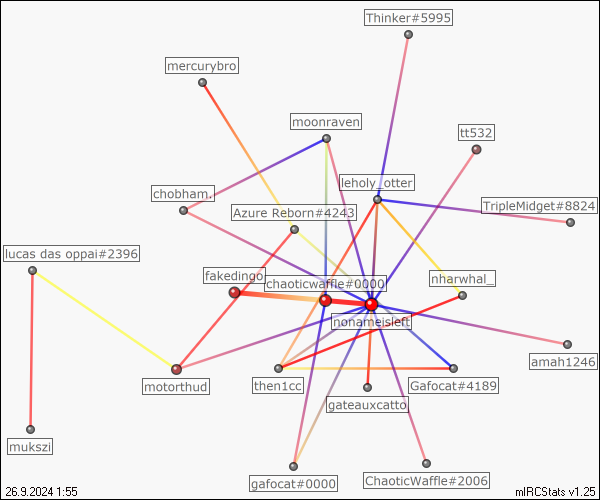 Thinker#5995
mercurybro
moonraven
tt532
leholy_otter
chobham.
Azure Reborn#4243
TripleMidget#8824
lucas das oppai#2396
fakedingo
chaoticwaffle#0000
nharwhal_
nonameisleft
amah1246
motorthud
then1cc
Gafocat#4189
gateauxcatto
mukszi
gafocat#0000
ChaoticWaffle#2006
26.9.2024 1:55
mIRCStats v1.25